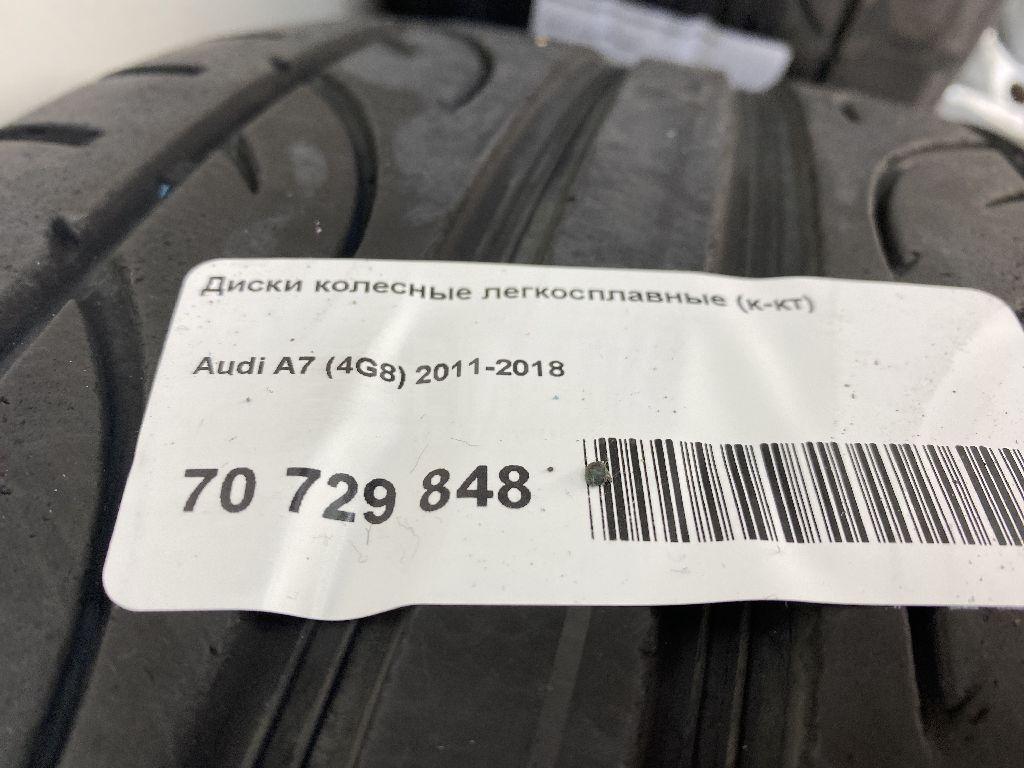 Диски колесные легкосплавные (к-кт)
Audi A7 (4G8) 2011-2018
70 729 848